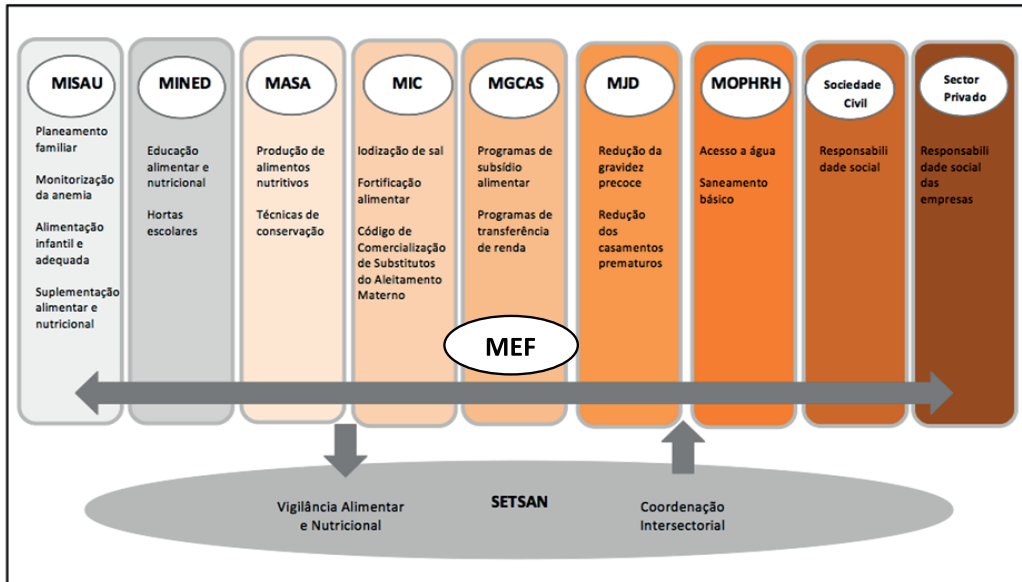 MISAU
Planeamento
familiar
Monitorização
da anemia
Alimentação
infantil e
adequada
Suplementação
alimentar e
nutricional
MINED
Educação
alimentar e
nutricional
Hortas
escolares
MASA
Produção de
alimentos
nutritivos
Técnicas de
conservação
MIC
Iodização de sal
Fortificação
alimentar
Código de
Comercialização
de Substitutos
do Aleitamento
Materno
MGCAS
Programas de
subsídio
alimentar
Programas de
transferência
de renda
MJD
Redução da
gravidez
precoce
Redução
dos
casamentos
prematuros
MOPHRH
Acesso a água
Saneamento
básico
Sociedade
Civil
Responsabili
dade social
Sector
Privado
Responsabili
dade social
das
empresas
MEF
SETSAN
Vigilância Alimentar
e Nutricional
Coordenação
Intersectorial